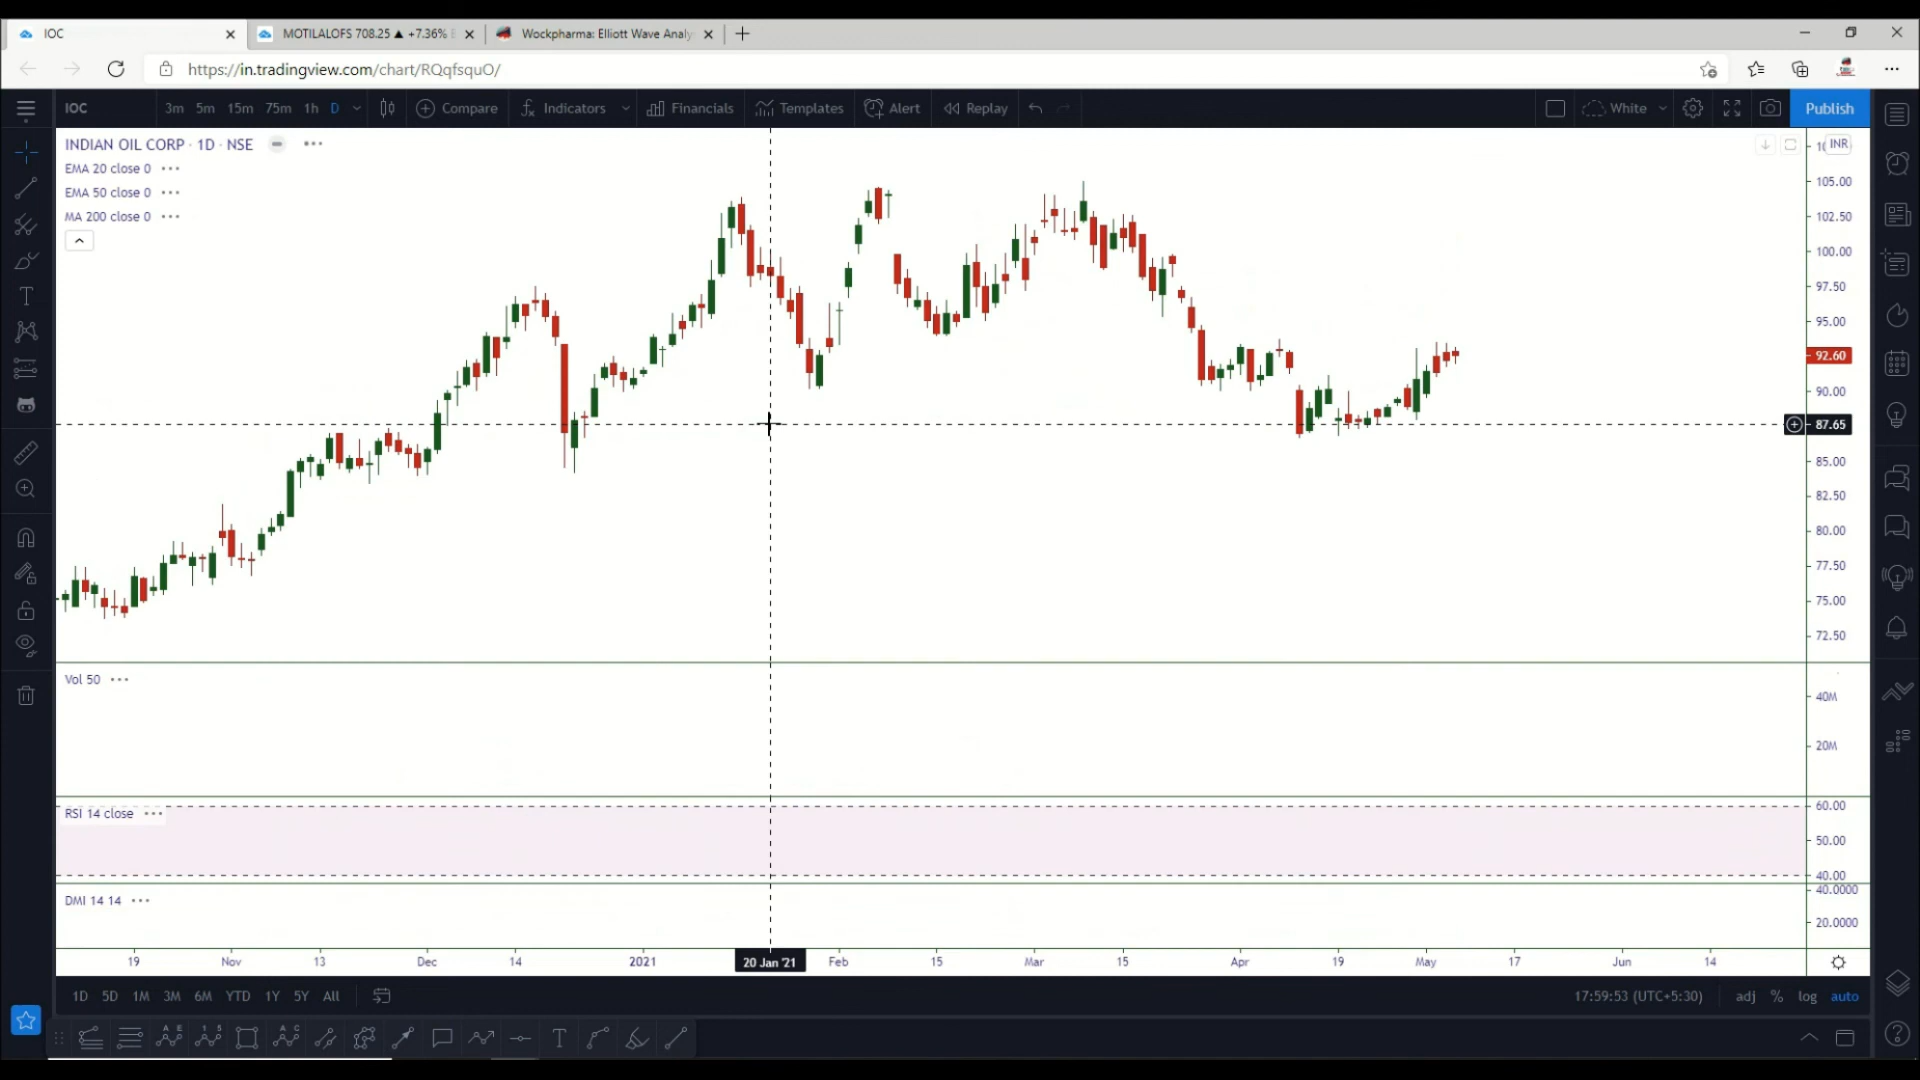 IOC
MOTILALOFS 708.25 ▲ +7.36%
Wockpharma: Elliott Wave Analy
https://in.tradingview.com/chart/RQqfsquO/
IOC 3m 5m 15m 75m 1h D Compare Indicators Financials Templates Alert Replay White Publish
INDIAN OIL CORP · 1D · NSE
EMA 20 close 0
EMA 50 close 0
MA 200 close 0
INR
105.00
102.50
100.00
97.50
95.00
92.60
90.00
87.65
85.00
82.50
80.00
77.50
75.00
72.50
Vol 50
40M
20M
RSI 14 close
60.00
50.00
40.00
DMI 14 14
40.0000
20.0000
19 Nov 13 Dec 14 2021 20 Jan '21 Feb 15 Mar 15 Apr 19 May 17 Jun 14
1D 5D 1M 3M 6M YTD 1Y 5Y All
17:59:53 (UTC+5:30) adj % log auto